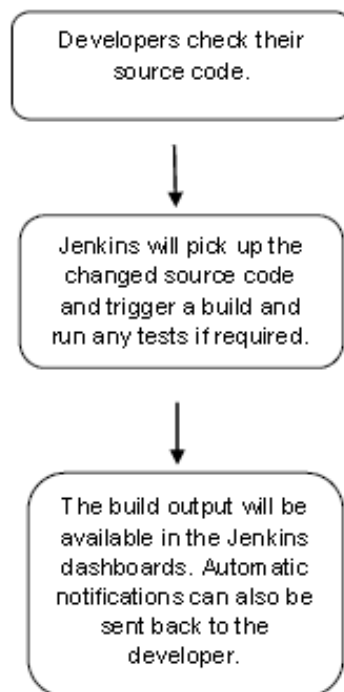 Developers check their
source code.
Jenkins will pick up the
changed source code
and trigger a build and
run any tests if required.
The build output will be
available in the Jenkins
dashboards. Automatic
notifications can also be
sent back to the
developer.